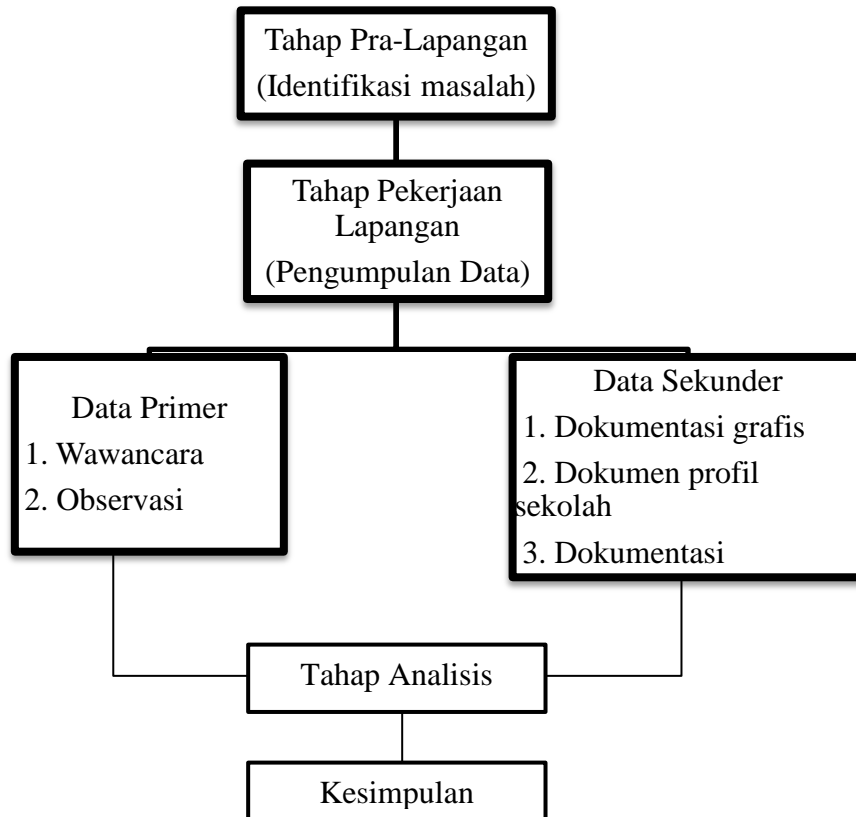 Tahap Pra-Lapangan
(Identifikasi masalah)
Tahap Pekerjaan
Lapangan
(Pengumpulan Data)
Data Primer
1. Wawancara
2. Observasi
Data Sekunder
1. Dokumentasi grafis
2. Dokumen profil
sekolah
3. Dokumentasi
Tahap Analisis
Kesimpulan